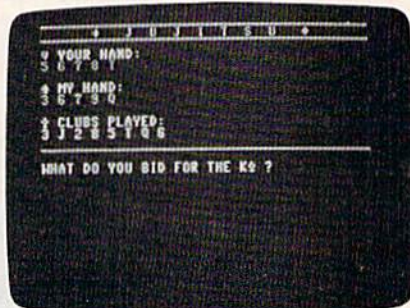 ♠ J U J I T S U ♠
♥ YOUR HAND:
5 6 7 8
♠ MY HAND:
3 6 7 9 Q
♣ CLUBS PLAYED:
3 J 2 8 5 T Q 6
WHAT DO YOU BID FOR THE K♣ ?